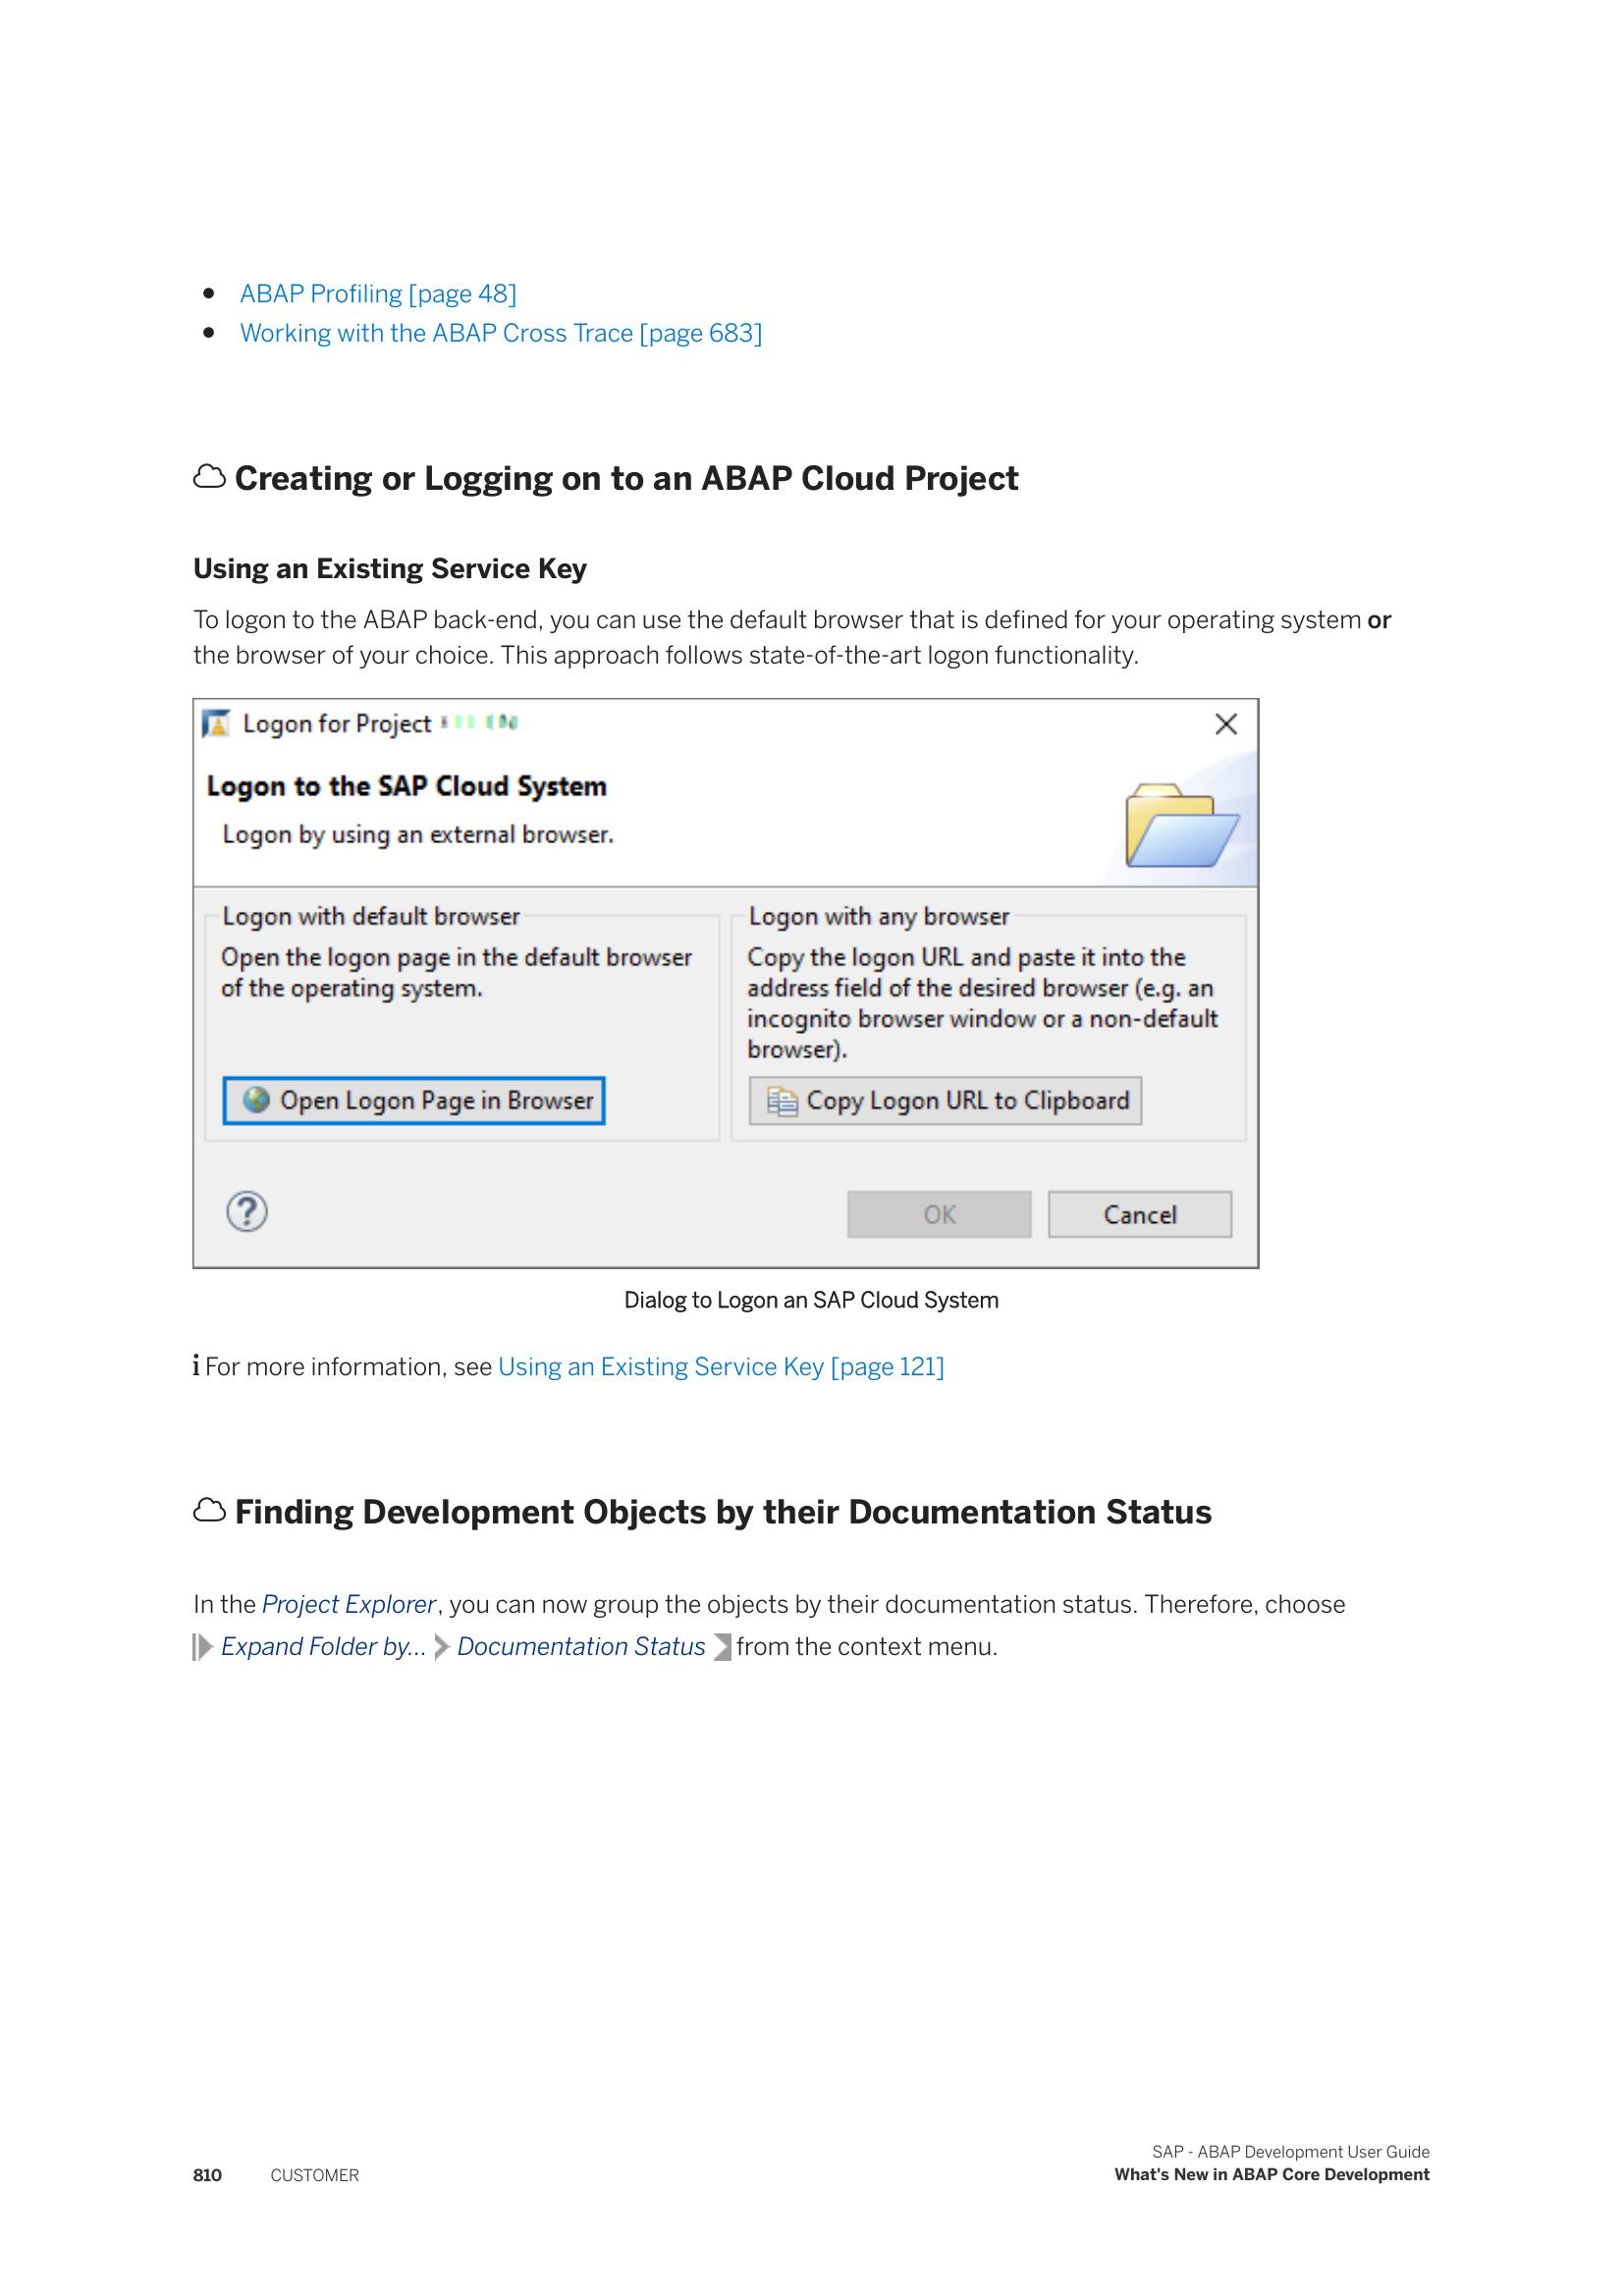 • ABAP Profiling [page 48]
• Working with the ABAP Cross Trace [page 683]
Creating or Logging on to an ABAP Cloud Project
Using an Existing Service Key
To logon to the ABAP back-end, you can use the default browser that is defined for your operating system or
the browser of your choice. This approach follows state-of-the-art logon functionality.
Logon for Project
Logon to the SAP Cloud System
Logon by using an external browser.
Logon with default browser
Open the logon page in the default browser
of the operating system.
Open Logon Page in Browser
Logon with any browser
Copy the logon URL and paste it into the
address field of the desired browser (e.g. an
incognito browser window or a non-default
browser).
Copy Logon URL to Clipboard
?
OK
Cancel
Dialog to Logon an SAP Cloud System
i For more information, see Using an Existing Service Key [page 121]
Finding Development Objects by their Documentation Status
In the Project Explorer, you can now group the objects by their documentation status. Therefore, choose
Expand Folder by... Documentation Status from the context menu.
810 CUSTOMER
SAP - ABAP Development User Guide
What's New in ABAP Core Development